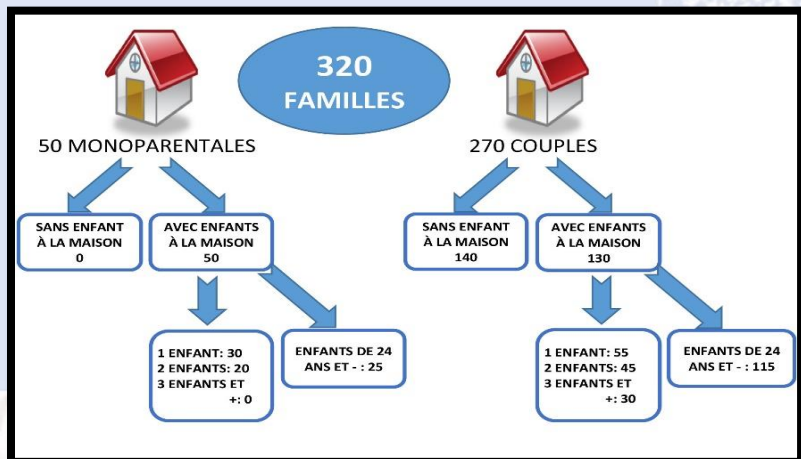 320
FAMILLES
50 MONOPARENTALES
SANS ENFANT
À LA MAISON
0
AVEC ENFANTS
À LA MAISON
50
1 ENFANT: 30
2 ENFANTS: 20
3 ENFANTS ET
+: 0
ENFANTS DE 24
ANS ET - : 25
270 COUPLES
SANS ENFANT
À LA MAISON
140
AVEC ENFANTS
À LA MAISON
130
1 ENFANT: 55
2 ENFANTS: 45
3 ENFANTS ET
+: 30
ENFANTS DE 24
ANS ET - : 115